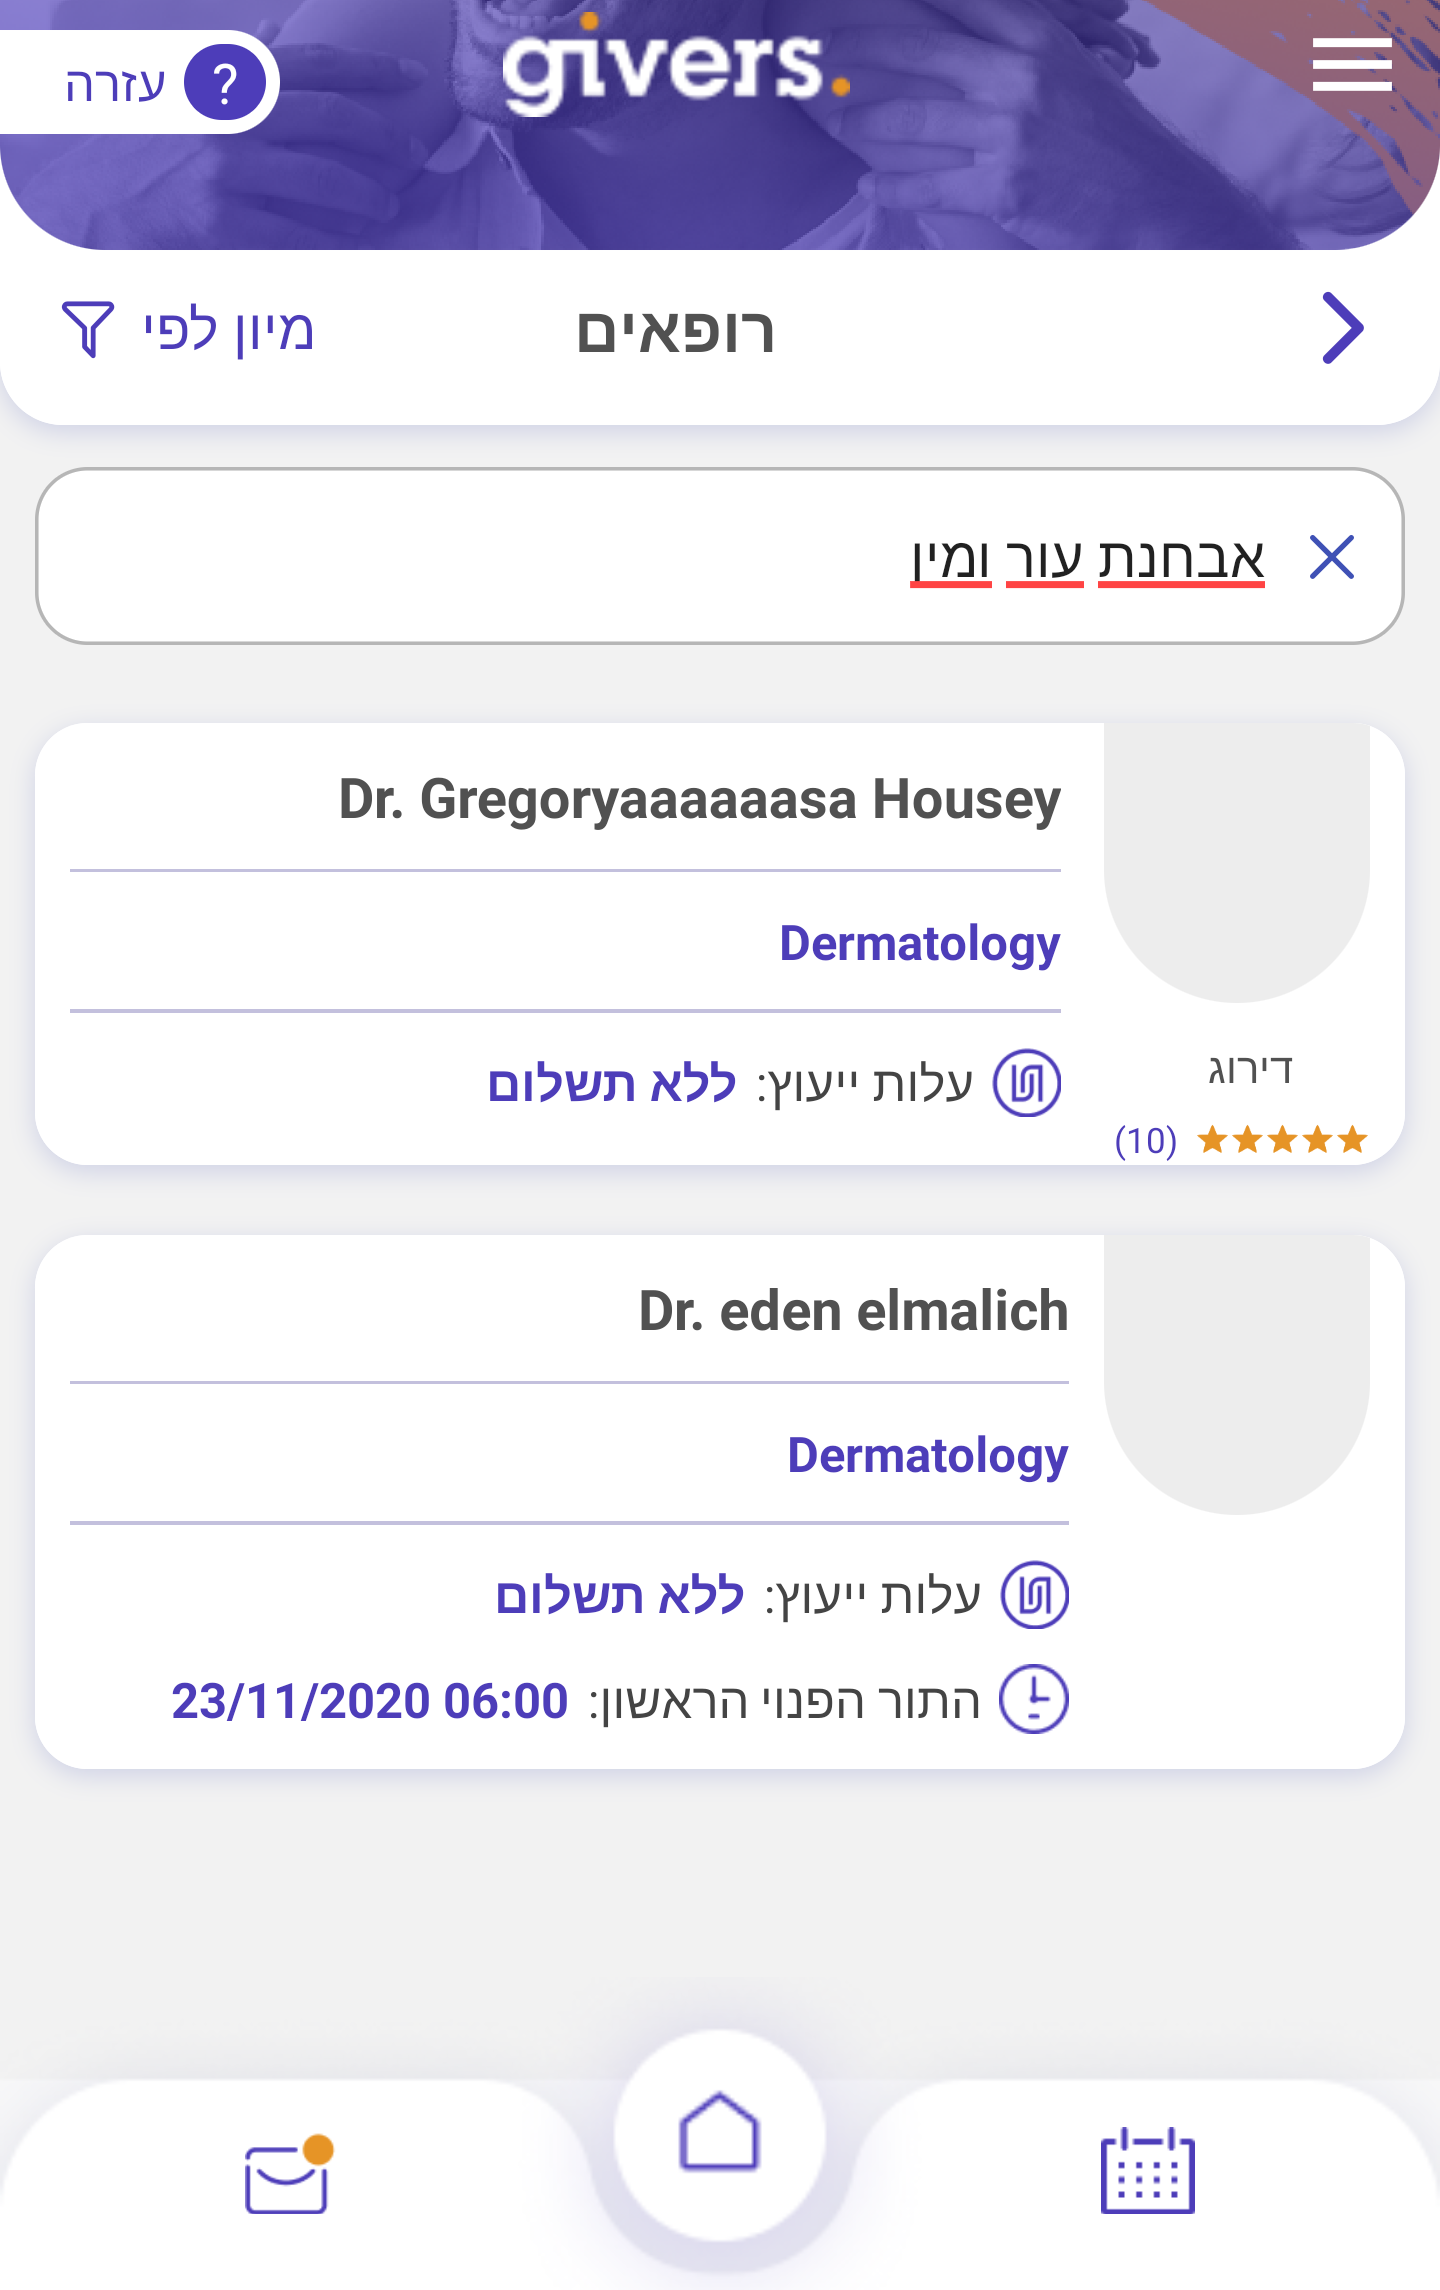 givers.
? עזרה
רופאים
מיון לפי
אבחנת עור ומין
Dr. Gregoryaaaaaaasa Housey
Dermatology
עלות ייעוץ: ללא תשלום
דירוג
(10)
Dr. eden elmalich
Dermatology
עלות ייעוץ: ללא תשלום
התור הפנוי הראשון: 23/11/2020 06:00